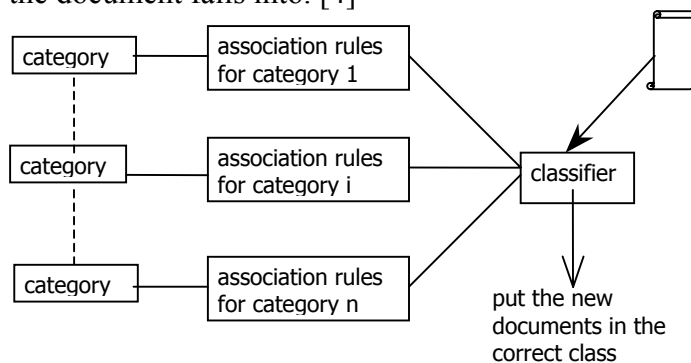 the document falls into. [4]
category
association rules
for category 1
category
association rules
for category i
classifier
category
association rules
for category n
put the new
documents in the
correct class